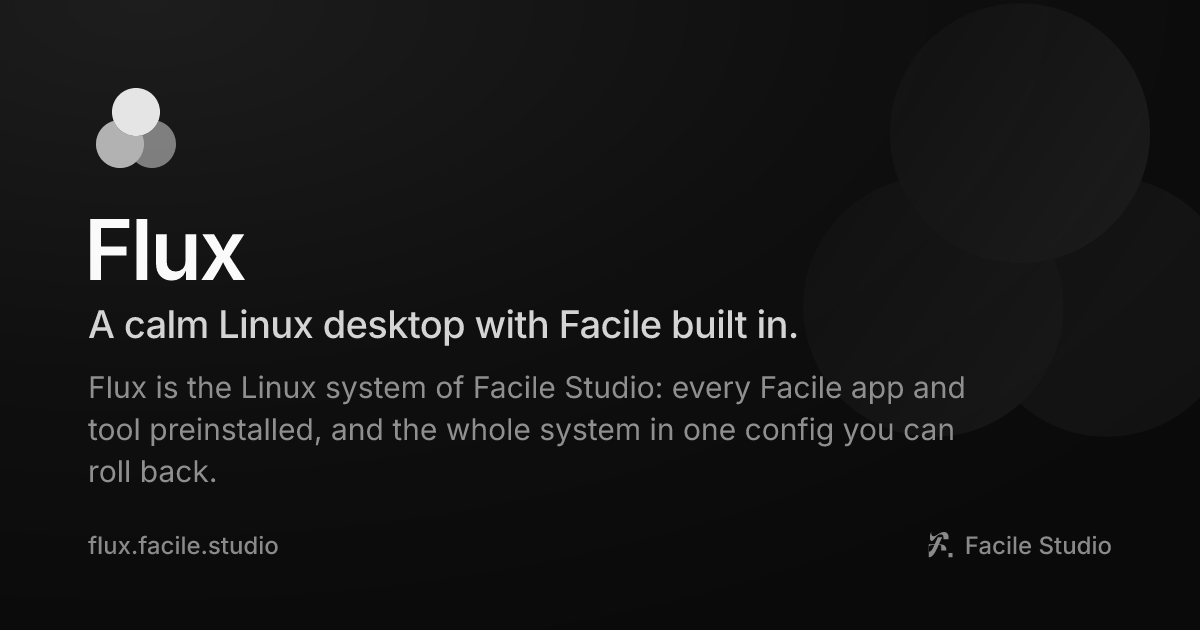 Flux
A calm Linux desktop with Facile built in.
Flux is the Linux system of Facile Studio: every Facile app and
tool preinstalled, and the whole system in one config you can
roll back.
flux.facile.studio
Facile Studio